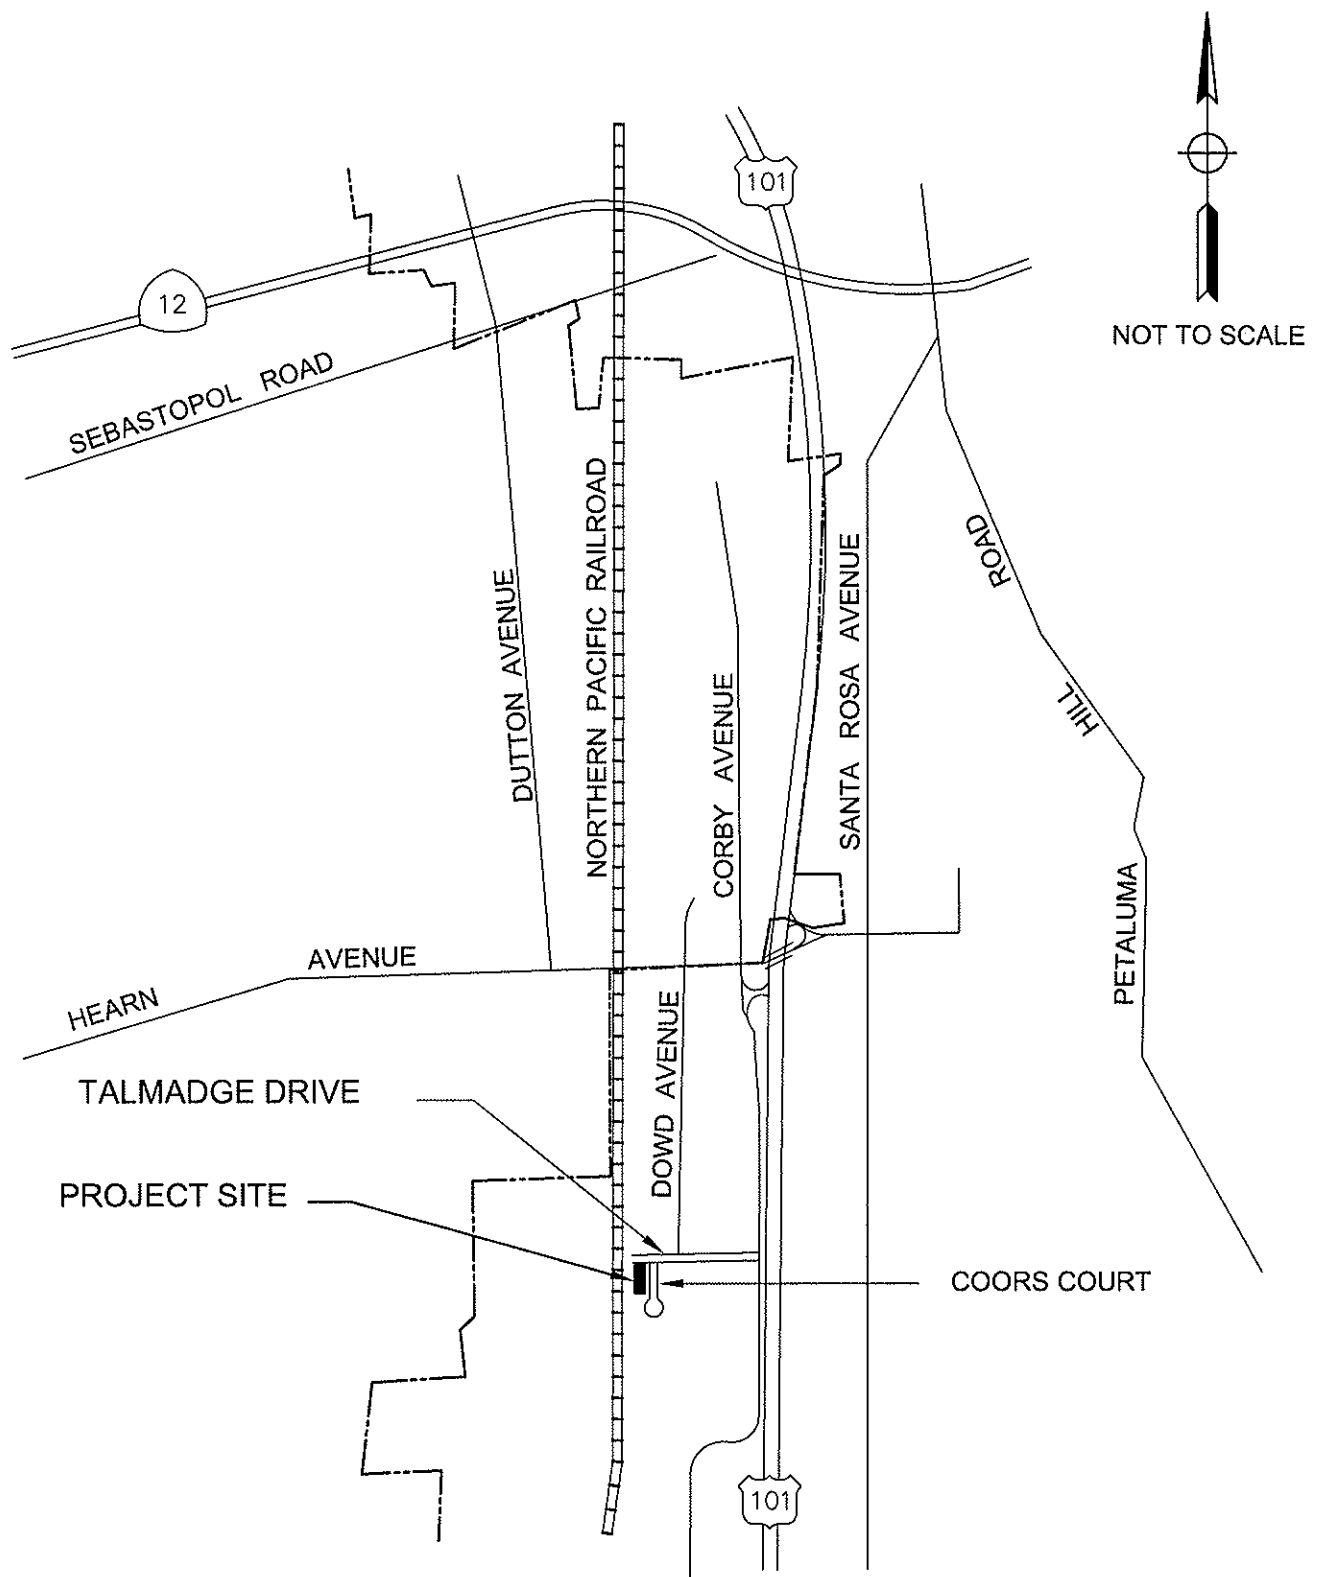 101
12
NOT TO SCALE
SEBASTOPOL ROAD
NORTHERN PACIFIC RAILROAD
DUTTON AVENUE
CORBY AVENUE
SANTA ROSA AVENUE
PETALUMA HILL ROAD
HEARN AVENUE
DOWD AVENUE
TALMADGE DRIVE
PROJECT SITE
COORS COURT
101